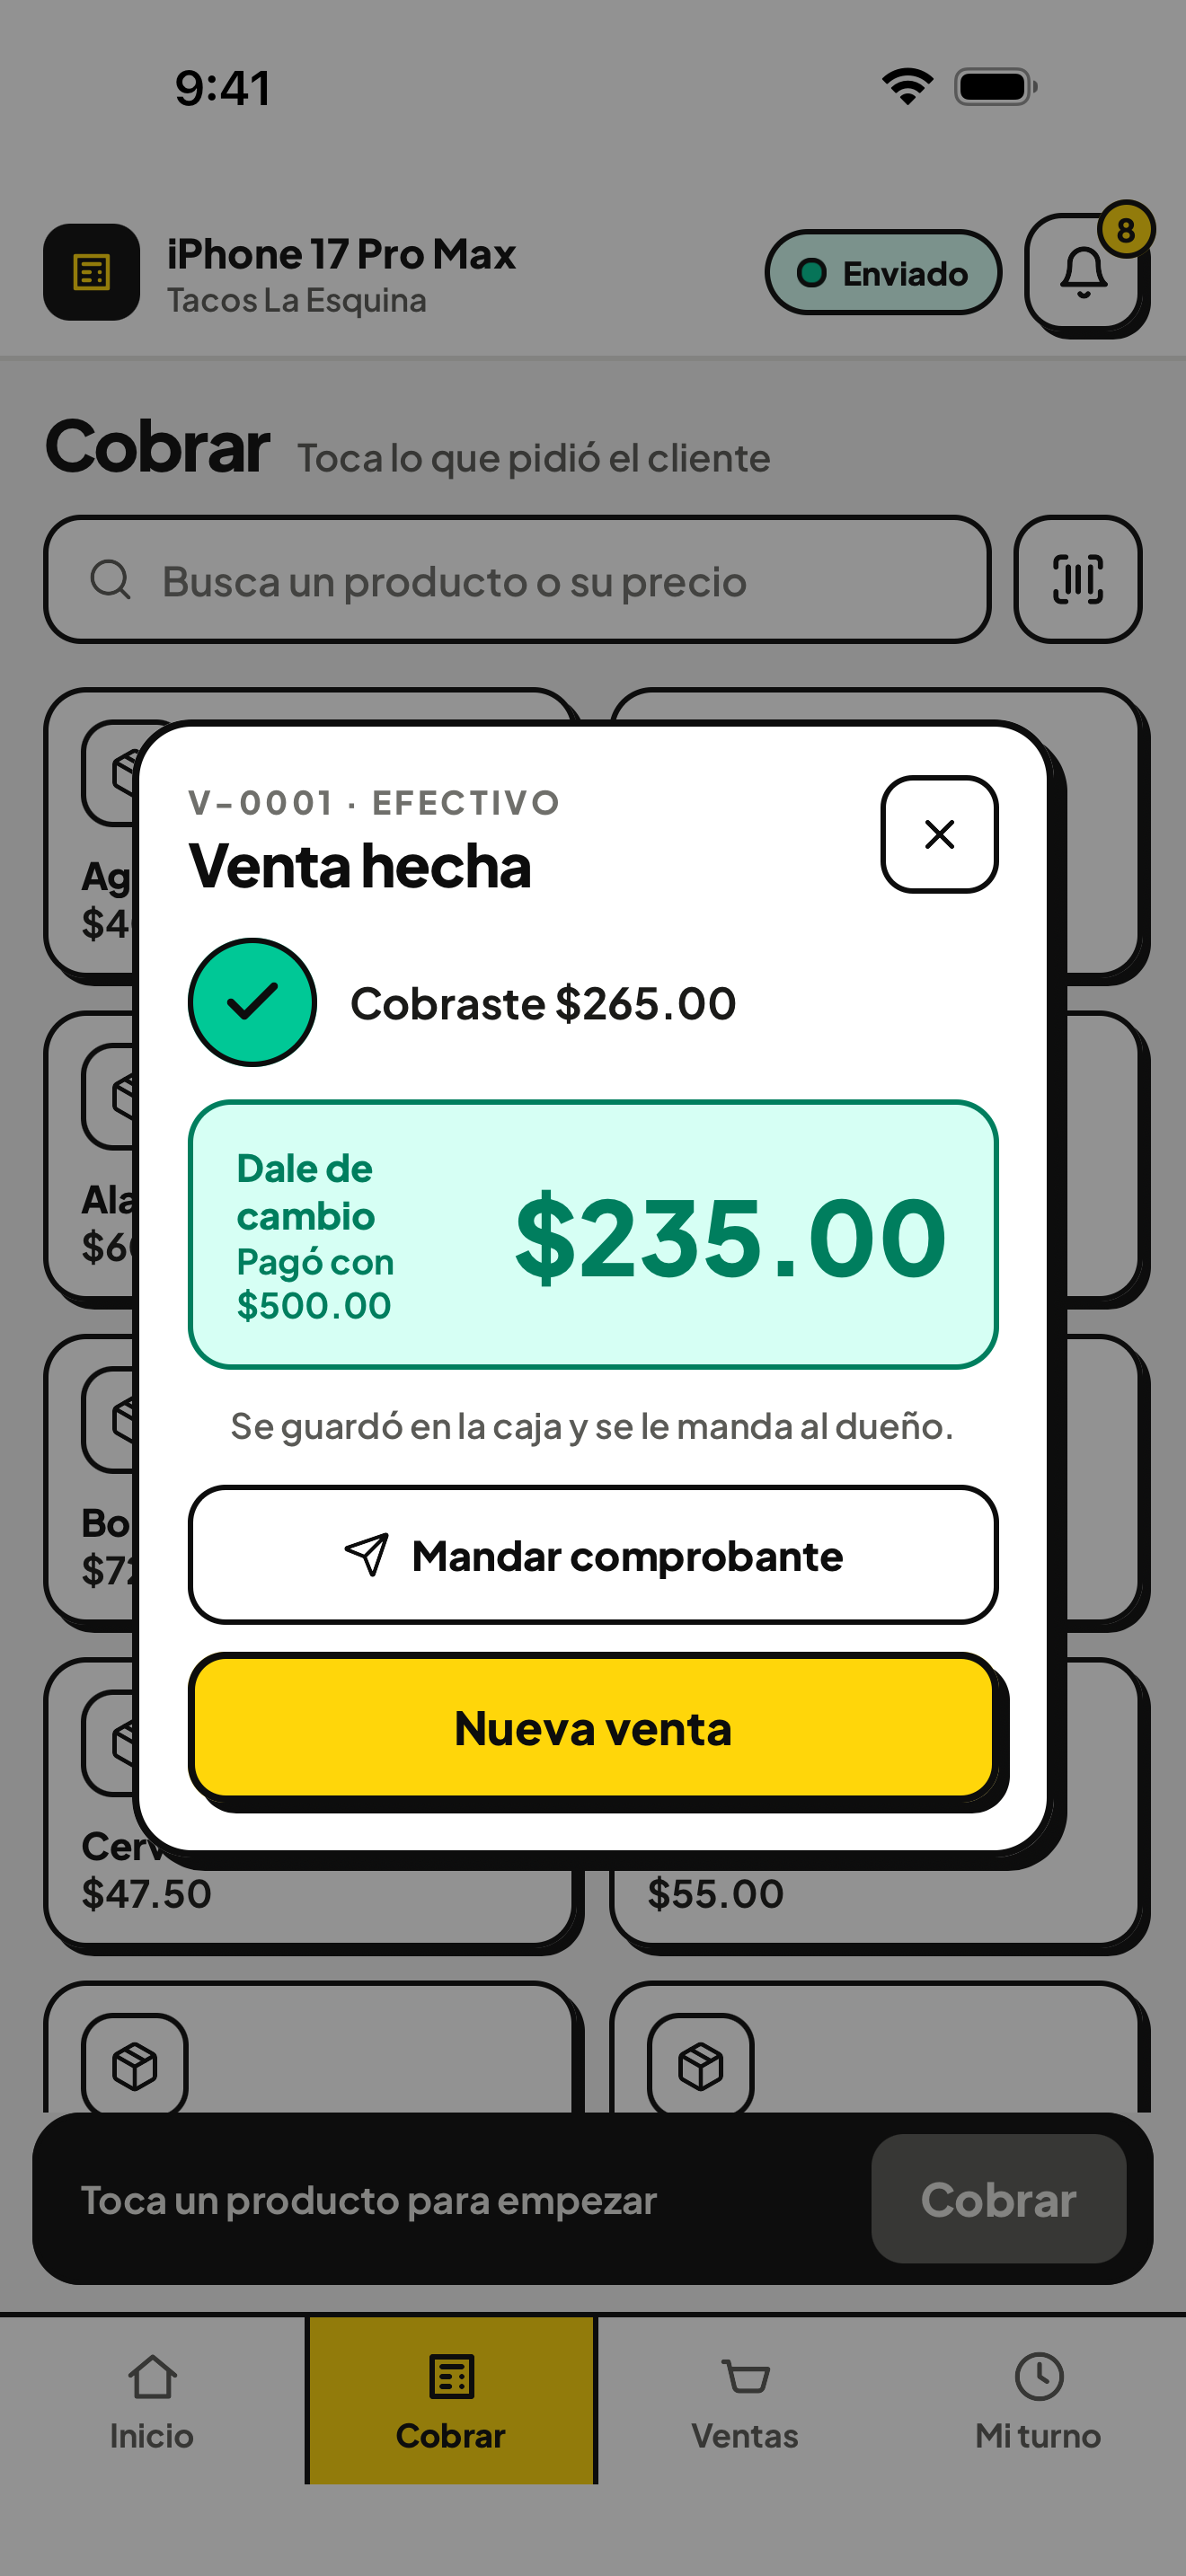 9:41
iPhone 17 Pro Max
Tacos La Esquina
Enviado
8
Cobrar
Toca lo que pidió el cliente
Busca un producto o su precio
V-0001 · EFECTIVO
Venta hecha
Cobraste $265.00
Dale de
cambio
Pagó con
$500.00
$235.00
Se guardó en la caja y se le manda al dueño.
Mandar comprobante
Nueva venta
$47.50
$55.00
Toca un producto para empezar
Cobrar
Inicio
Cobrar
Ventas
Mi turno